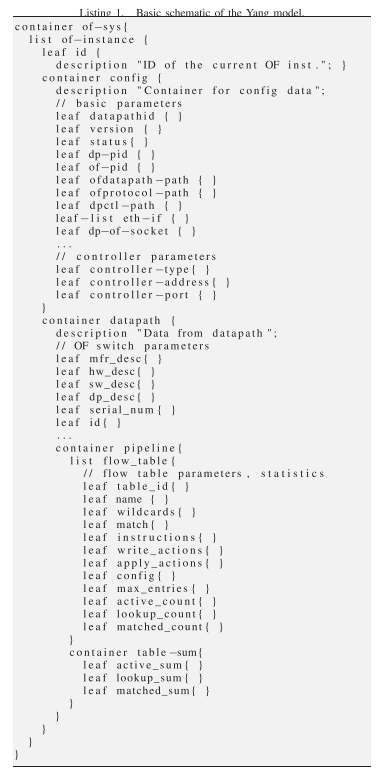 Listing 1. Basic schematic of the Yang model.
container of-sys{
  list of-instance {
    leaf id {
      description "ID of the current OF inst."; }
    container config {
      description "Container for config data";
      // basic parameters
      leaf datapathid { }
      leaf version { }
      leaf status{ }
      leaf dp-pid { }
      leaf of-pid { }
      leaf ofdatapath-path { }
      leaf ofprotocol-path { }
      leaf dpctl-path { }
      leaf-list eth-if { }
      leaf dp-of-socket { }
      ...
      // controller parameters
      leaf controller-type{ }
      leaf controller-address{ }
      leaf controller-port { }
    }
    container datapath {
      description "Data from datapath";
      // OF switch parameters
      leaf mfr_desc{ }
      leaf hw_desc{ }
      leaf sw_desc{ }
      leaf dp_desc{ }
      leaf serial_num{ }
      leaf id{ }
      ...
      container pipeline{
        list flow_table{
          // flow table parameters, statistics
          leaf table_id{ }
          leaf name { }
          leaf wildcards{ }
          leaf match{ }
          leaf instructions{ }
          leaf write_actions{ }
          leaf apply_actions{ }
          leaf config{ }
          leaf max_entries{ }
          leaf active_count{ }
          leaf lookup_count{ }
          leaf matched_count{ }
        }
        container table-sum{
          leaf active_sum{ }
          leaf lookup_sum{ }
          leaf matched_sum{ }
        }
      }
    }
  }
}